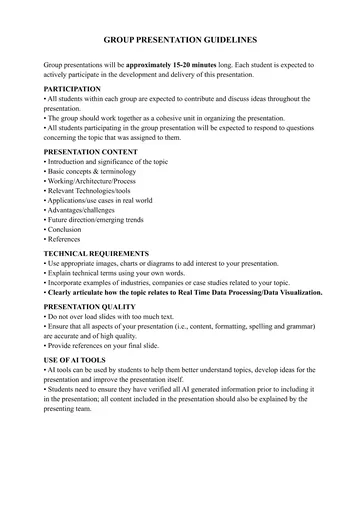 GROUP PRESENTATION GUIDELINES
Group presentations will be approximately 15-20 minutes long. Each student is expected to
actively participate in the development and delivery of this presentation.
PARTICIPATION
• All students within each group are expected to contribute and discuss ideas throughout the
presentation.
• The group should work together as a cohesive unit in organizing the presentation.
• All students participating in the group presentation will be expected to respond to questions
concerning the topic that was assigned to them.
PRESENTATION CONTENT
• Introduction and significance of the topic
• Basic concepts & terminology
• Working/Architecture/Process
• Relevant Technologies/tools
• Applications/use cases in real world
• Advantages/challenges
• Future direction/emerging trends
• Conclusion
• References
TECHNICAL REQUIREMENTS
• Use appropriate images, charts or diagrams to add interest to your presentation.
• Explain technical terms using your own words.
• Incorporate examples of industries, companies or case studies related to your topic.
• Clearly articulate how the topic relates to Real Time Data Processing/Data Visualization.
PRESENTATION QUALITY
• Do not over load slides with too much text.
• Ensure that all aspects of your presentation (i.e., content, formatting, spelling and grammar)
are accurate and of high quality.
• Provide references on your final slide.
USE OF AI TOOLS
• AI tools can be used by students to help them better understand topics, develop ideas for the
presentation and improve the presentation itself.
• Students need to ensure they have verified all AI generated information prior to including it
in the presentation; all content included in the presentation should also be explained by the
presenting team.